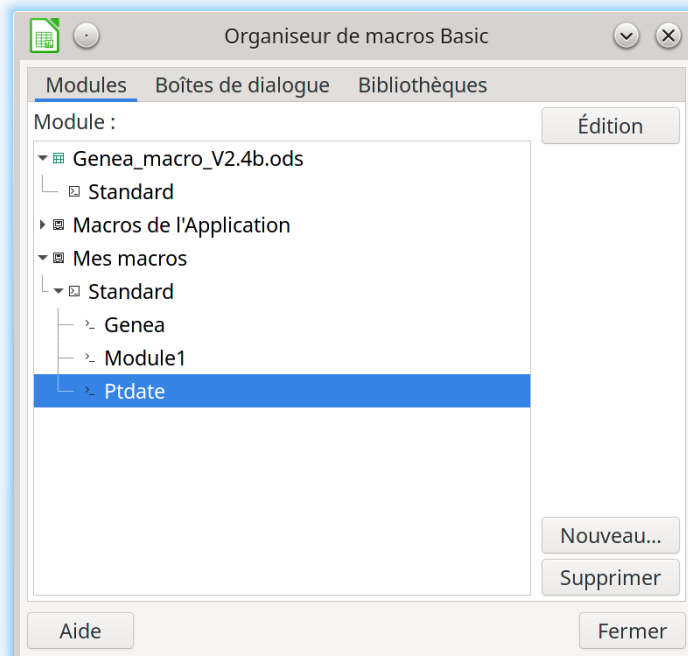 Organiseur de macros Basic
Modules Boîtes de dialogue Bibliothèques
Module :
Édition
Genea_macro_V2.4b.ods
Standard
Macros de l'Application
Mes macros
Standard
Genea
Module1
Ptdate
Nouveau...
Supprimer
Aide
Fermer